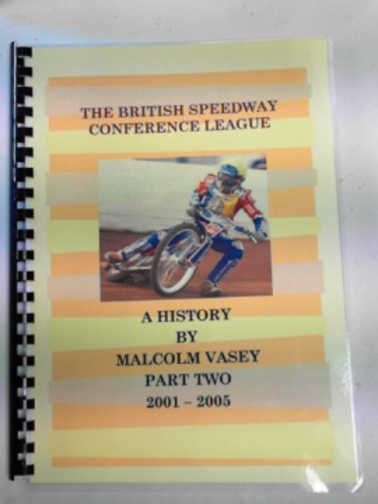 THE BRITISH SPEEDWAY
CONFERENCE LEAGUE
A HISTORY
BY
MALCOLM VASEY
PART TWO
2001 – 2005